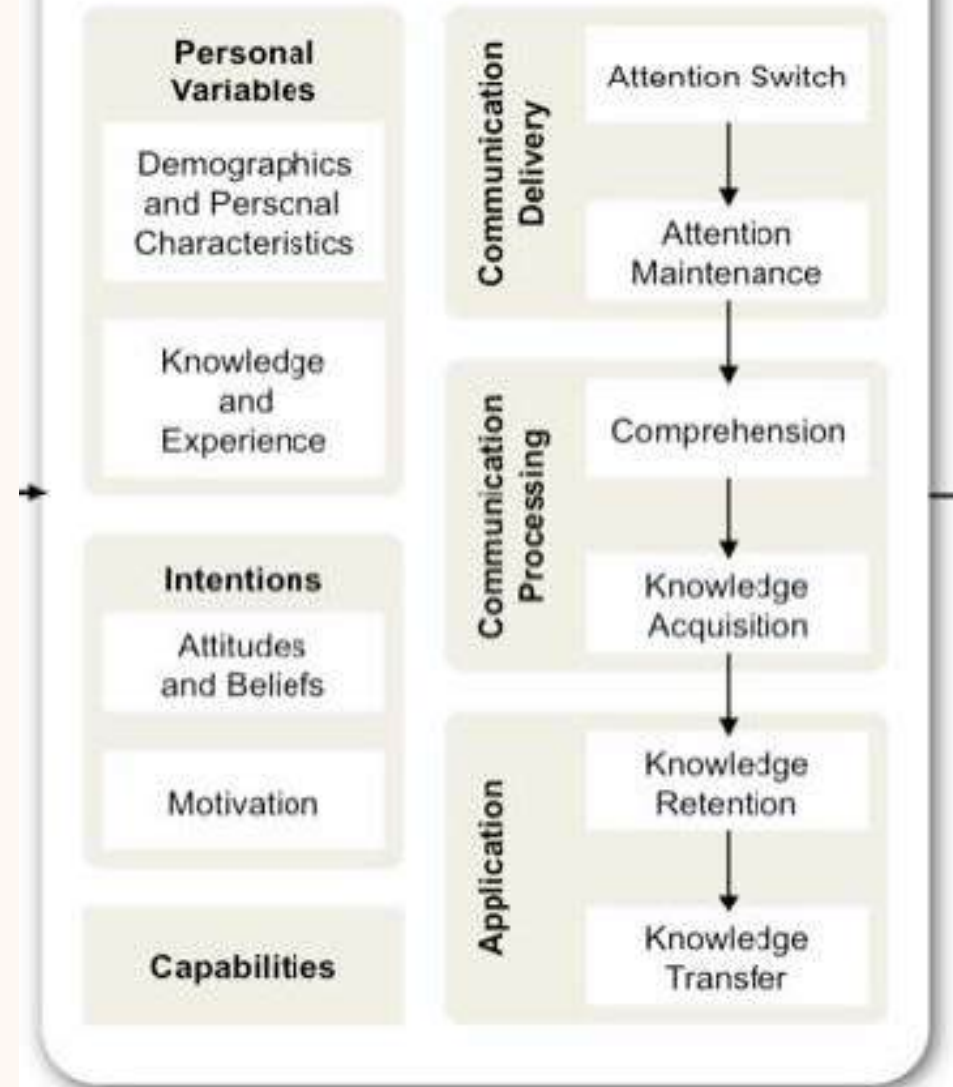 Personal
Variables
Demographics
and Personal
Characteristics
Knowledge
and
Experience
Intentions
Attitudes
and Beliefs
Motivation
Capabilities
Communication
Delivery
Attention Switch
Attention
Maintenance
Communication
Processing
Comprehension
Knowledge
Acquisition
Application
Knowledge
Retention
Knowledge
Transfer